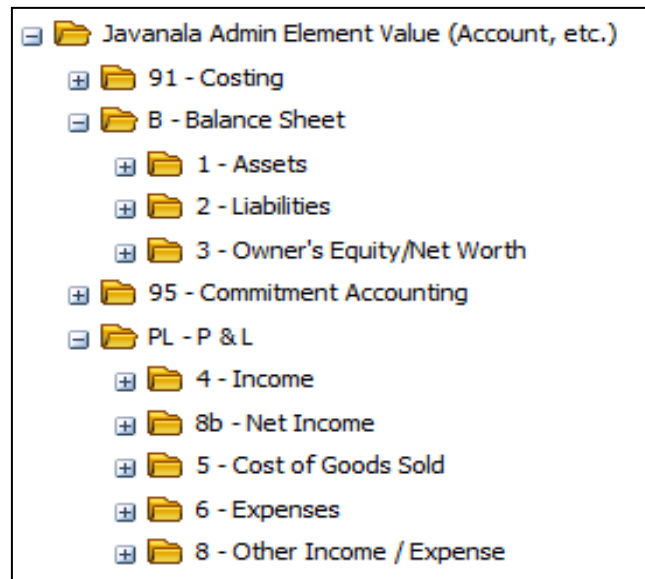 Javanala Admin Element Value (Account, etc.)
91 - Costing
B - Balance Sheet
1 - Assets
2 - Liabilities
3 - Owner's Equity/Net Worth
95 - Commitment Accounting
PL - P & L
4 - Income
8b - Net Income
5 - Cost of Goods Sold
6 - Expenses
8 - Other Income / Expense